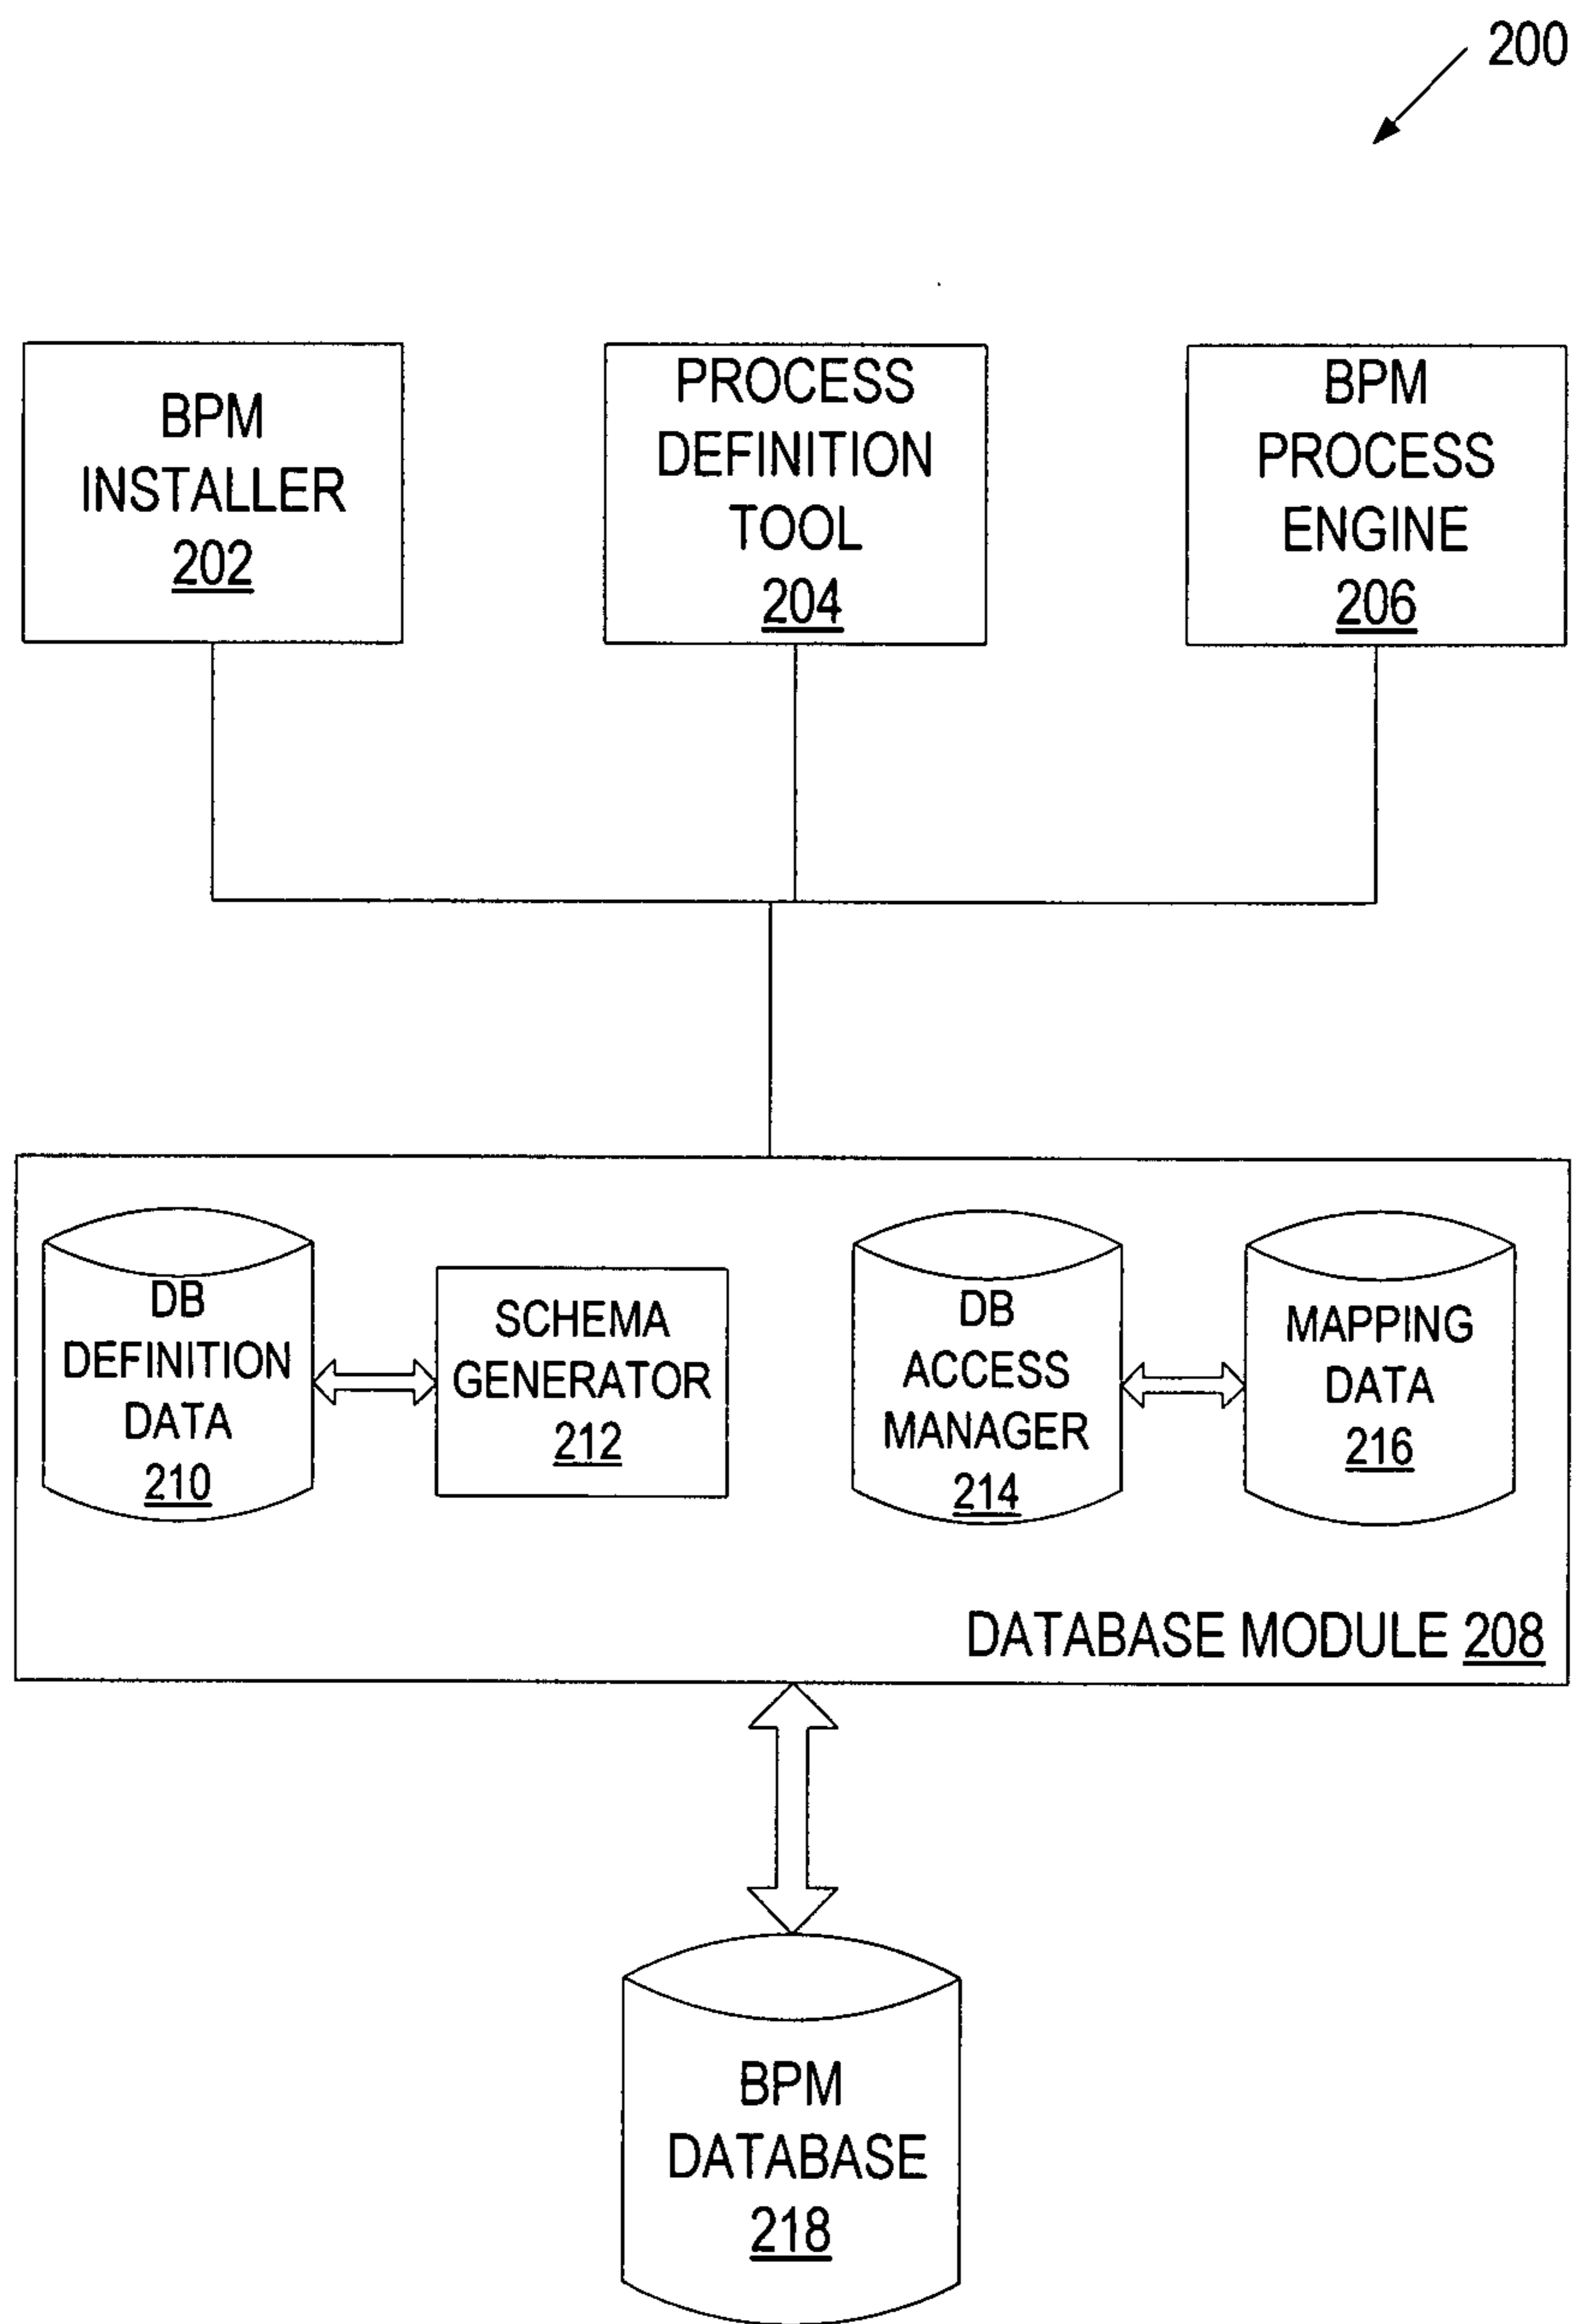 200
BPM
INSTALLER
202
PROCESS
DEFINITION
TOOL
204
BPM
PROCESS
ENGINE
206
DB
DEFINITION
DATA
210
SCHEMA
GENERATOR
212
DB
ACCESS
MANAGER
214
MAPPING
DATA
216
DATABASE MODULE 208
BPM
DATABASE
218